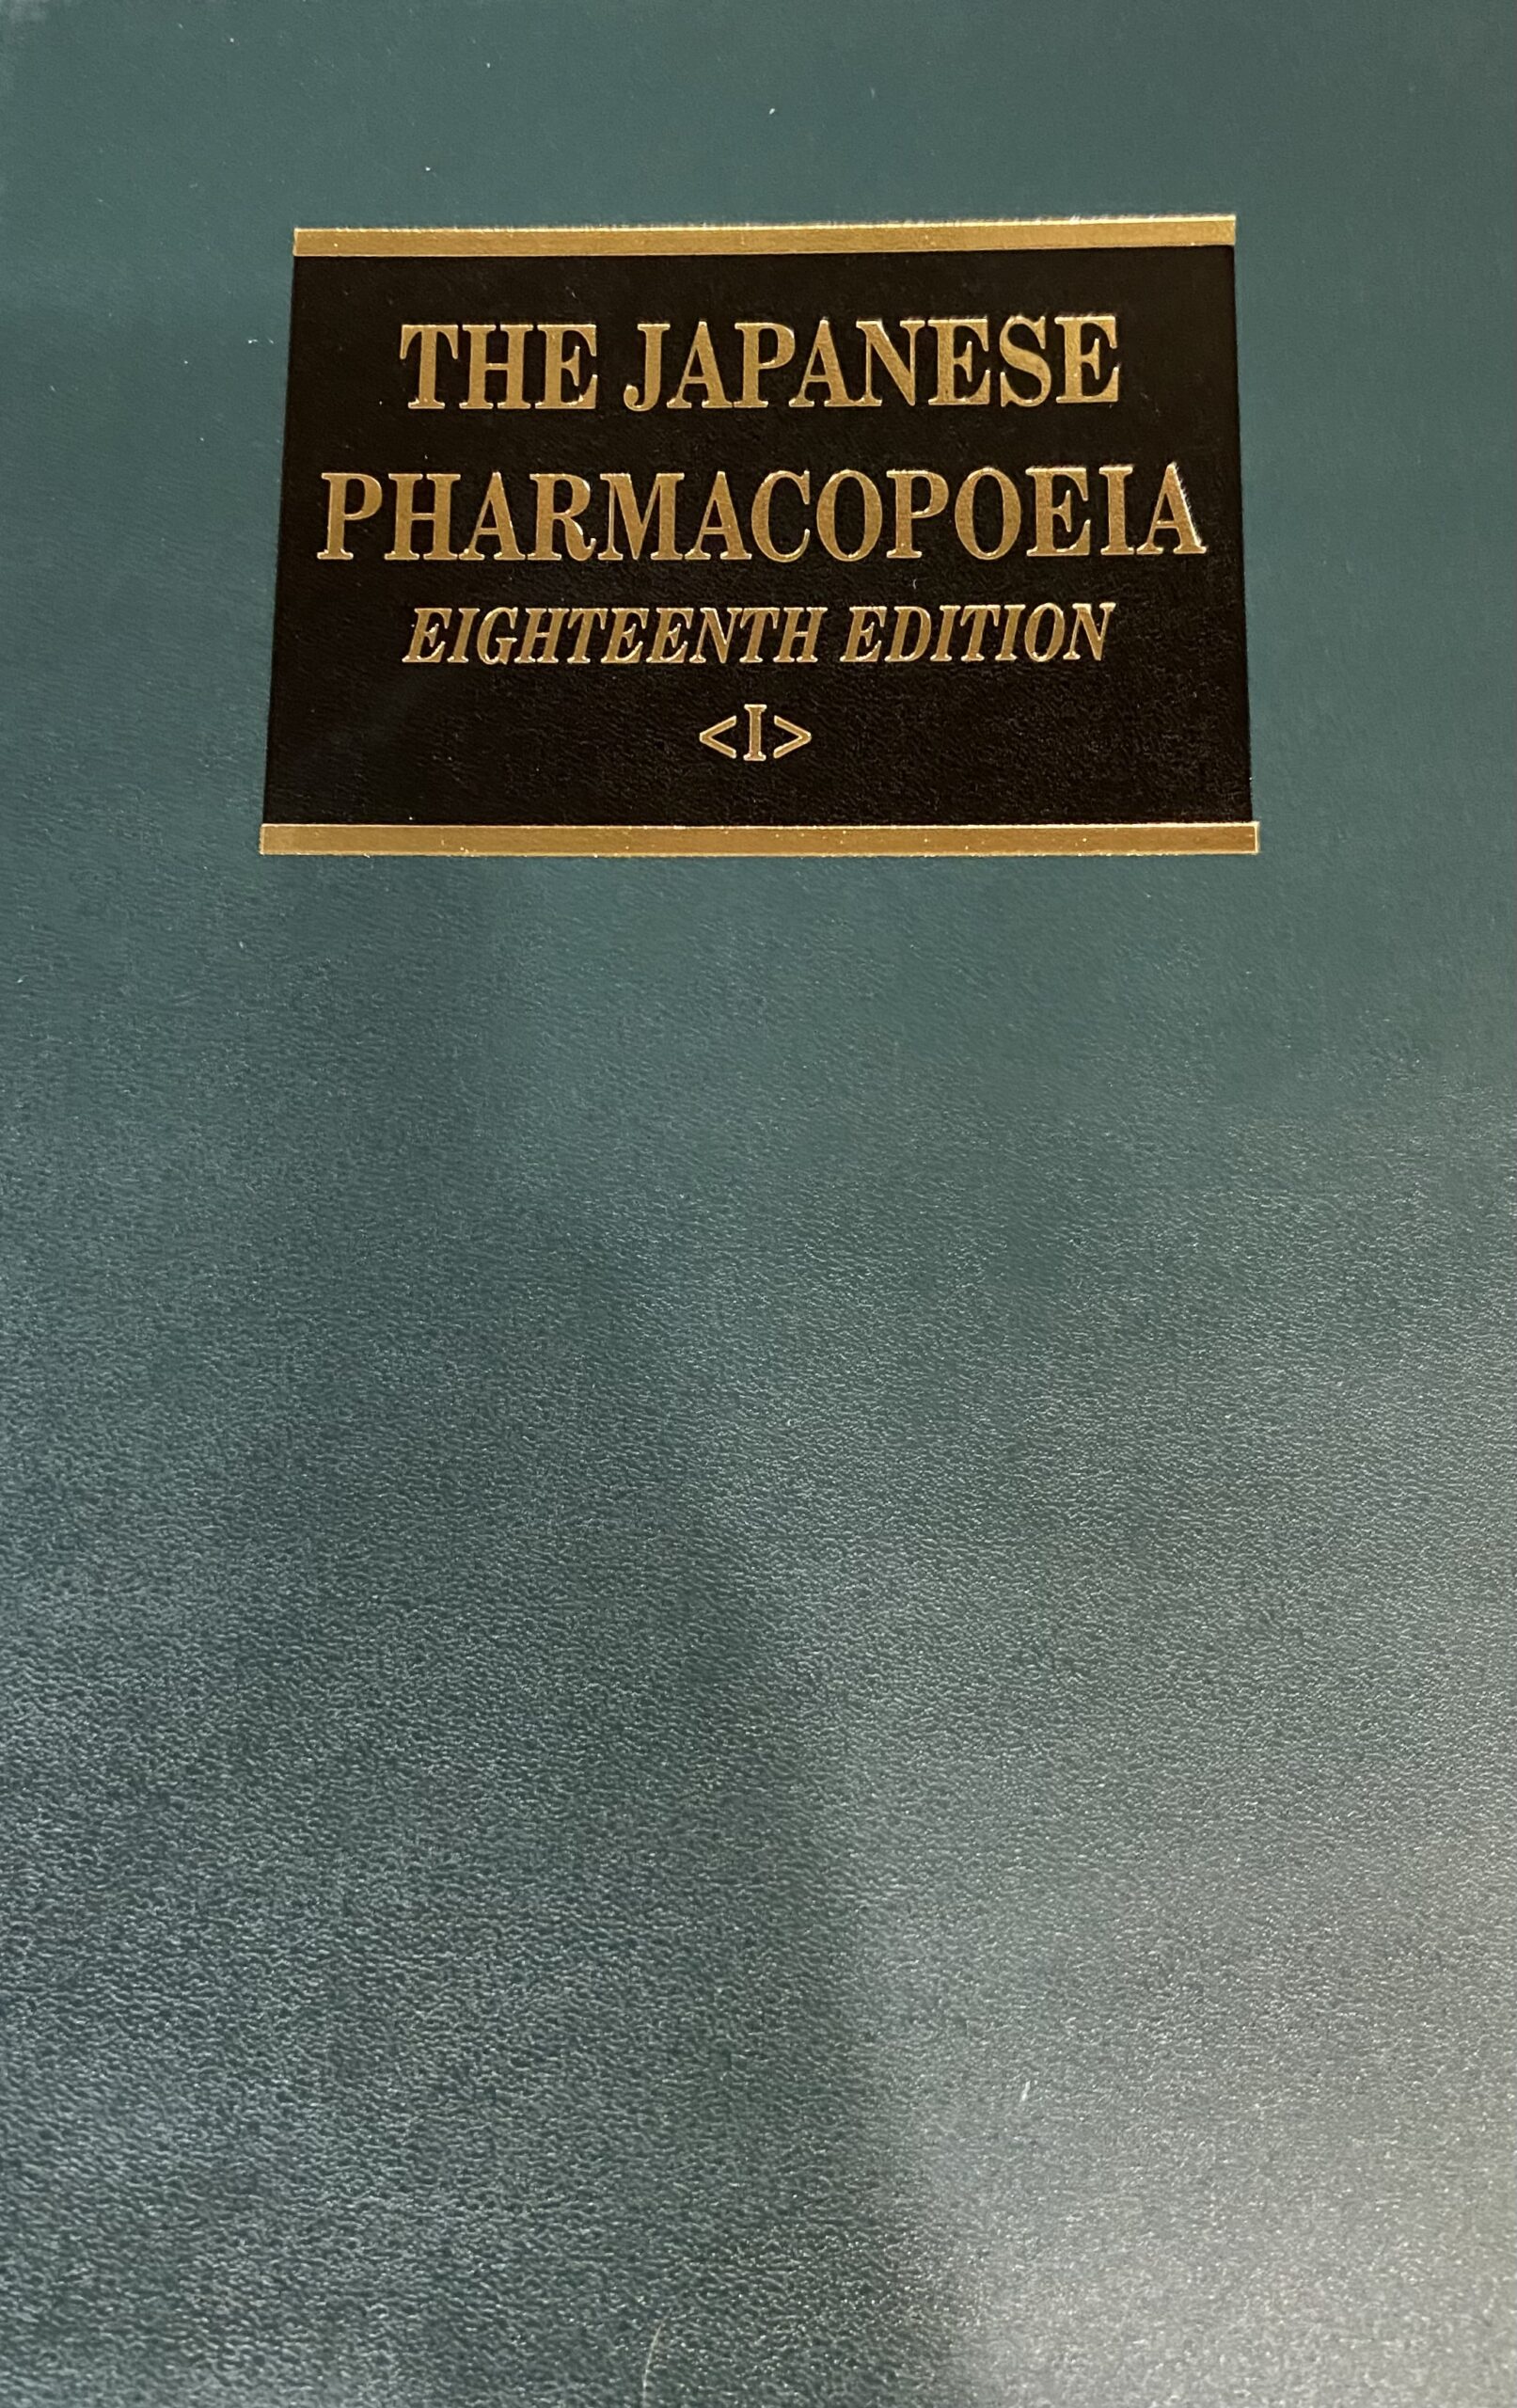 THE JAPANESE
PHARMACOPOEIA
EIGHTEENTH EDITION
<I>